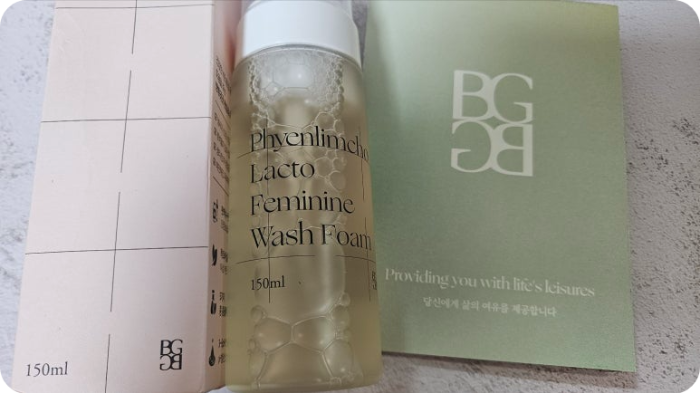 150ml
BG
BG
Phyenlimcho
Lacto
Feminine
Wash Foam
150ml
BG
BG
Providing you with life's leisures
당신에게 삶의 여유를 제공합니다